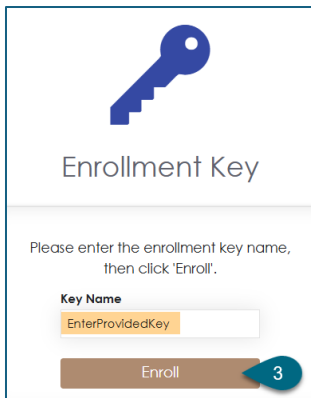 Enrollment Key
Please enter the enrollment key name,
then click 'Enroll'.
Key Name
EnterProvidedKey
Enroll
3